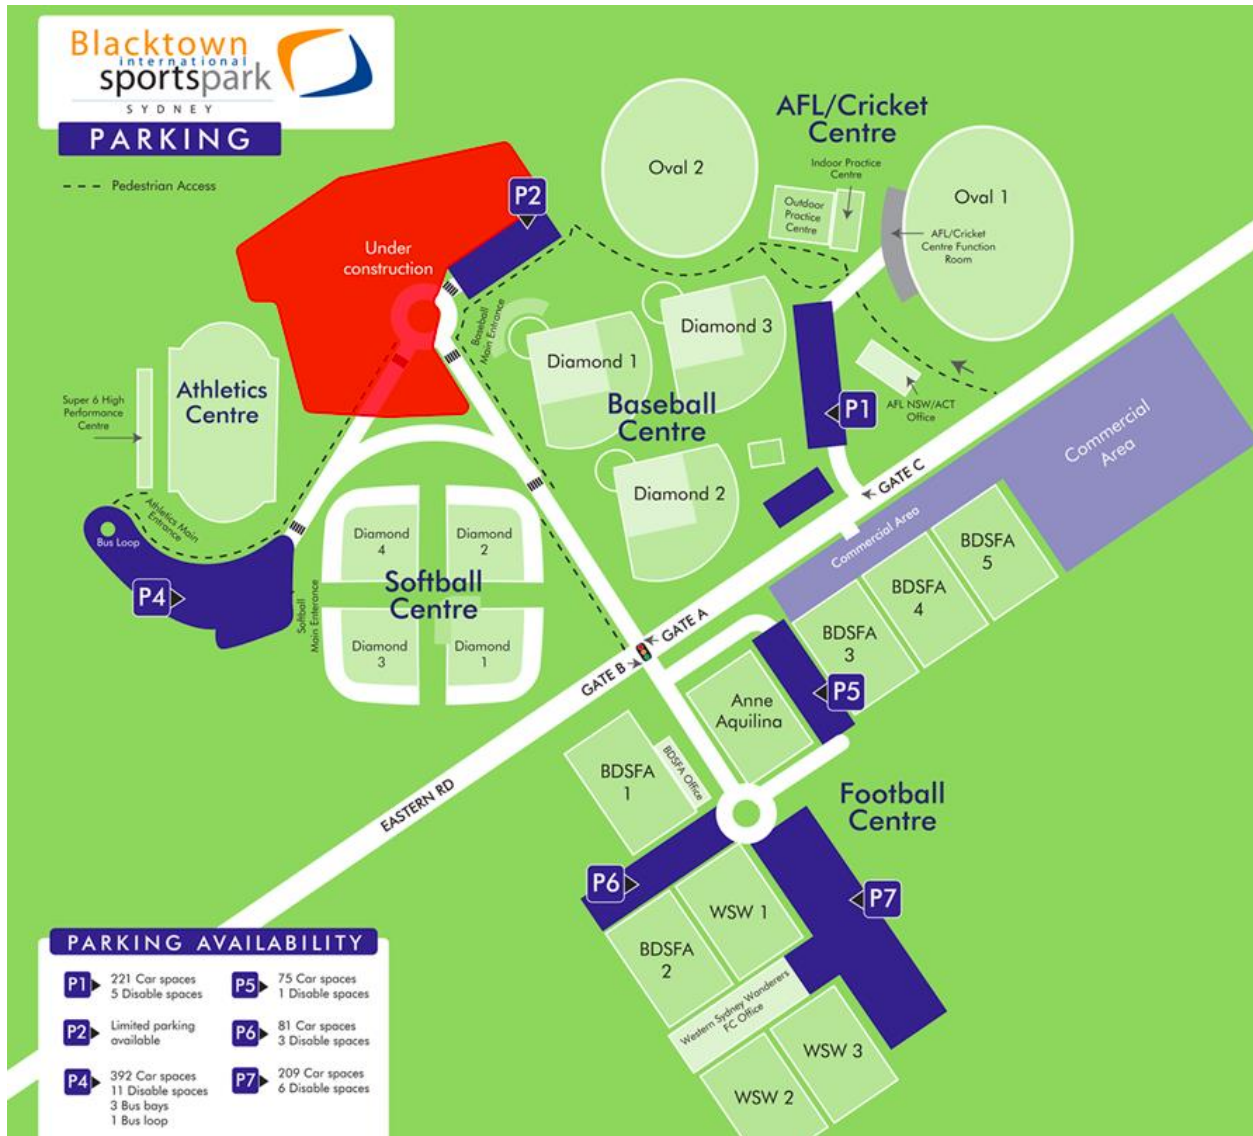 Blacktown
international
sportspark
SYDNEY
PARKING
Pedestrian Access
AFL/Cricket
Centre
Indoor Practice
Centre
Oval 2
P2
Outdoor
Practice
Centre
Oval 1
AFL/Cricket
Centre Function
Room
Under
construction
Baseball
Main Entrance
Diamond 3
Diamond 1
Super 6 High
Performance
Centre
Athletics
Centre
Baseball
Centre
P1
AFL NSW/ACT
Office
Commercial
Area
Diamond 2
GATE C
Athletics Main
Entrance
Bus Loop
Diamond
4
Diamond
2
Commercial Area
BDSFA
5
Softball
Centre
P4
Softball
Main Enterance
BDSFA
4
GATE A
Diamond
3
Diamond
1
BDSFA
3
GATE B
P5
Anne
Aquilina
BDSFA
1
BDSFA Office
EASTERN RD
Football
Centre
P6
P7
WSW 1
BDSFA
2
Western Sydney Wanderers
FC Office
WSW 3
WSW 2
PARKING AVAILABILITY
P1
221 Car spaces
5 Disable spaces
P5
75 Car spaces
1 Disable spaces
P2
Limited parking
available
P6
81 Car spaces
3 Disable spaces
P4
392 Car spaces
11 Disable spaces
3 Bus bays
1 Bus loop
P7
209 Car spaces
6 Disable spaces